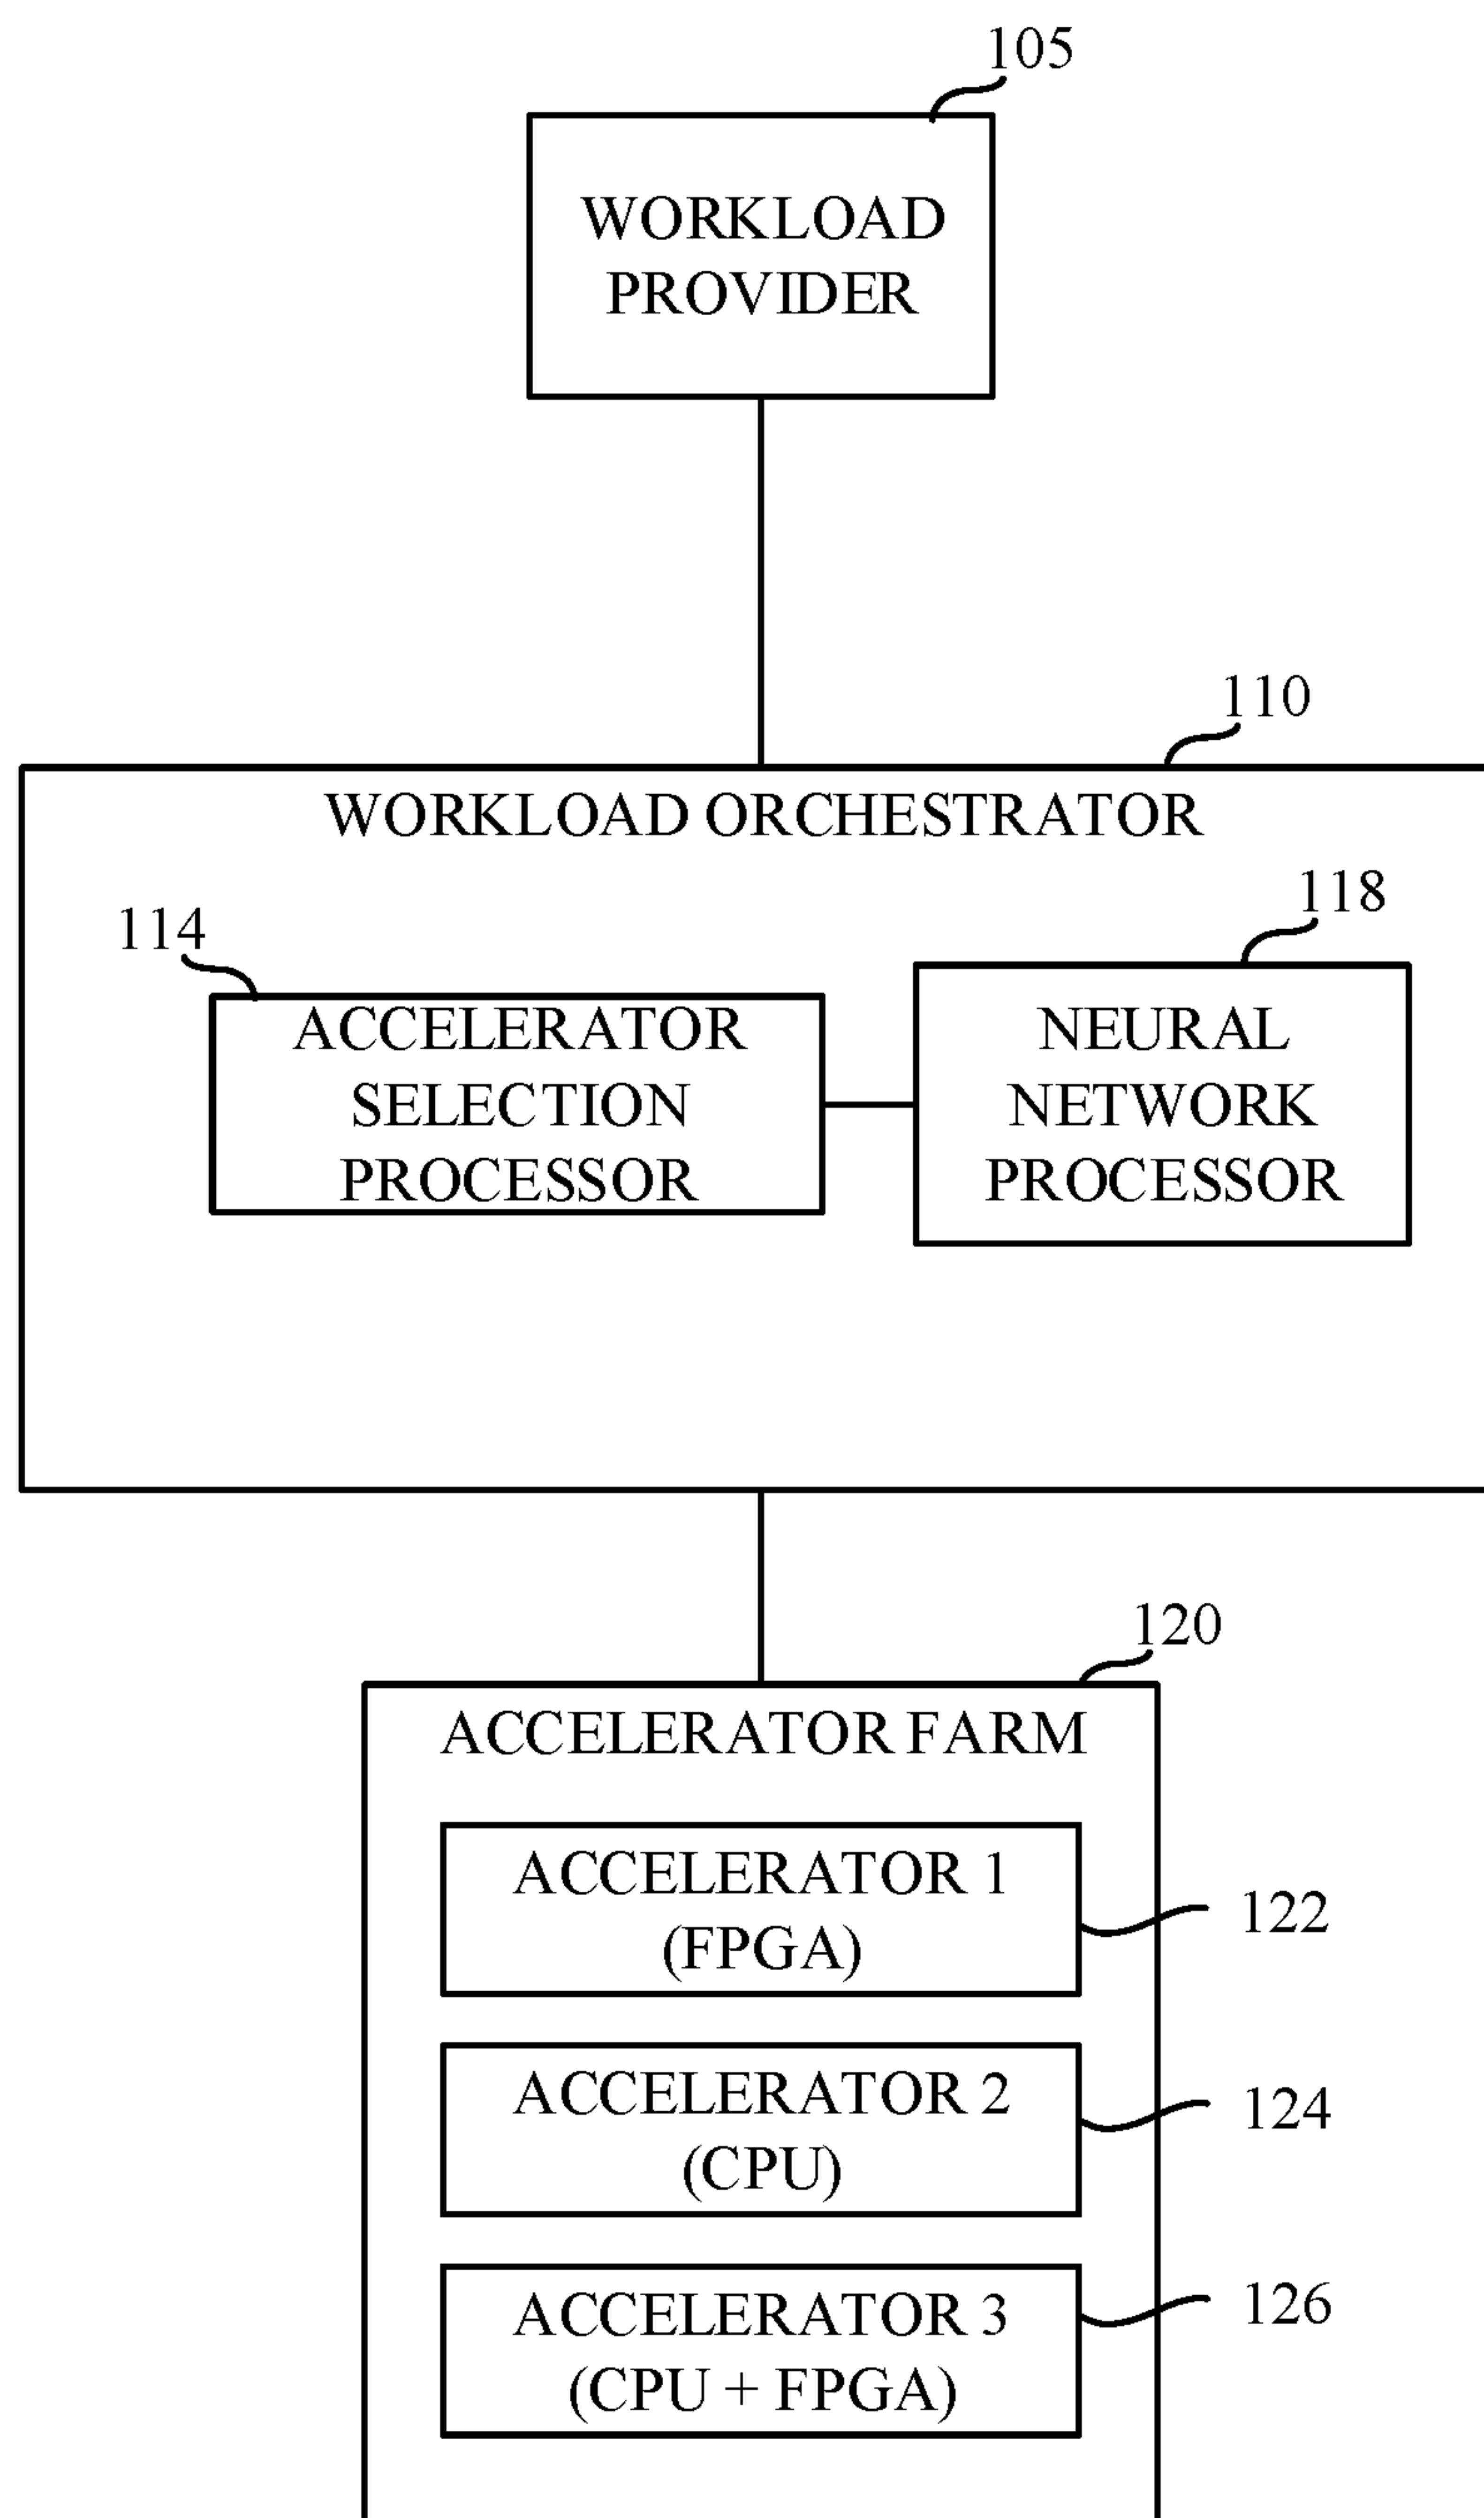 105
WORKLOAD
PROVIDER
110
WORKLOAD ORCHESTRATOR
118
114
ACCELERATOR
SELECTION
PROCESSOR
NEURAL
NETWORK
PROCESSOR
120
ACCELERATOR FARM
ACCELERATOR 1
(FPGA)
122
ACCELERATOR 2
(CPU)
124
ACCELERATOR 3
(CPU + FPGA)
126